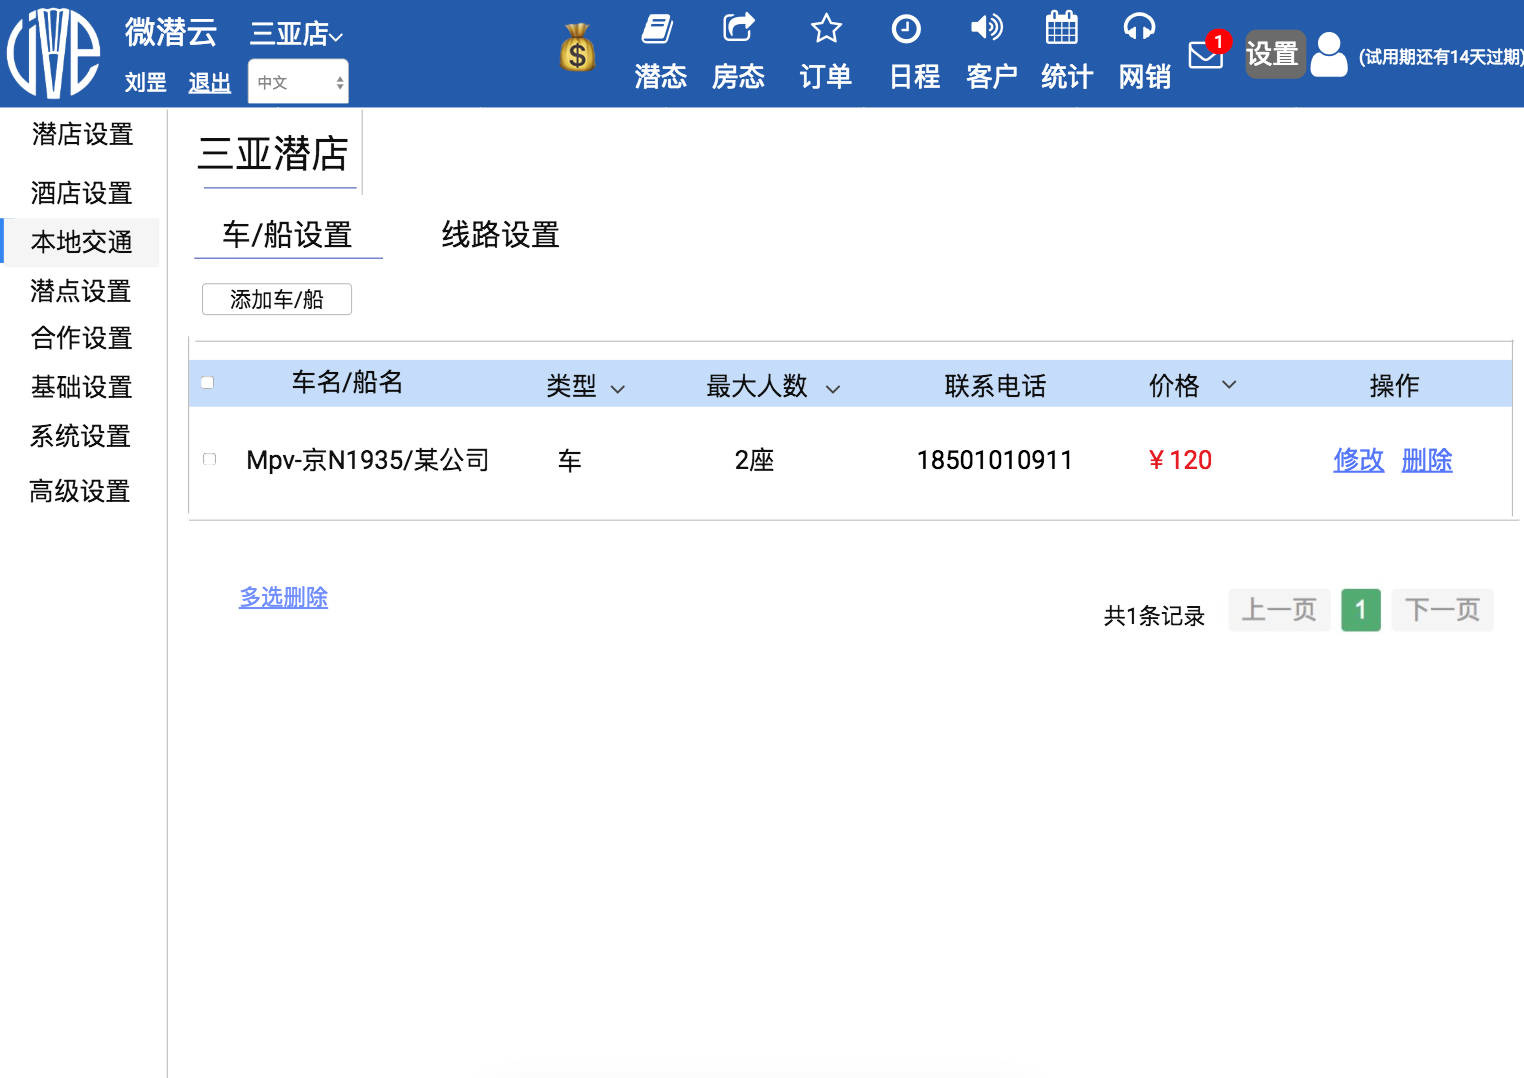 微潜云 三亚店
刘罡 退出 中文
潜态 房态 订单 日程 客户 统计 网销 1 设置 (试用期还有14天过期)
潜店设置
酒店设置
本地交通
潜点设置
合作设置
基础设置
系统设置
高级设置
三亚潜店
车/船设置 线路设置
添加车/船
车名/船名 类型 最大人数 联系电话 价格 操作
Mpv-京N1935/某公司 车 2座 18501010911 ¥120 修改 删除
多选删除
共1条记录 上一页 1 下一页